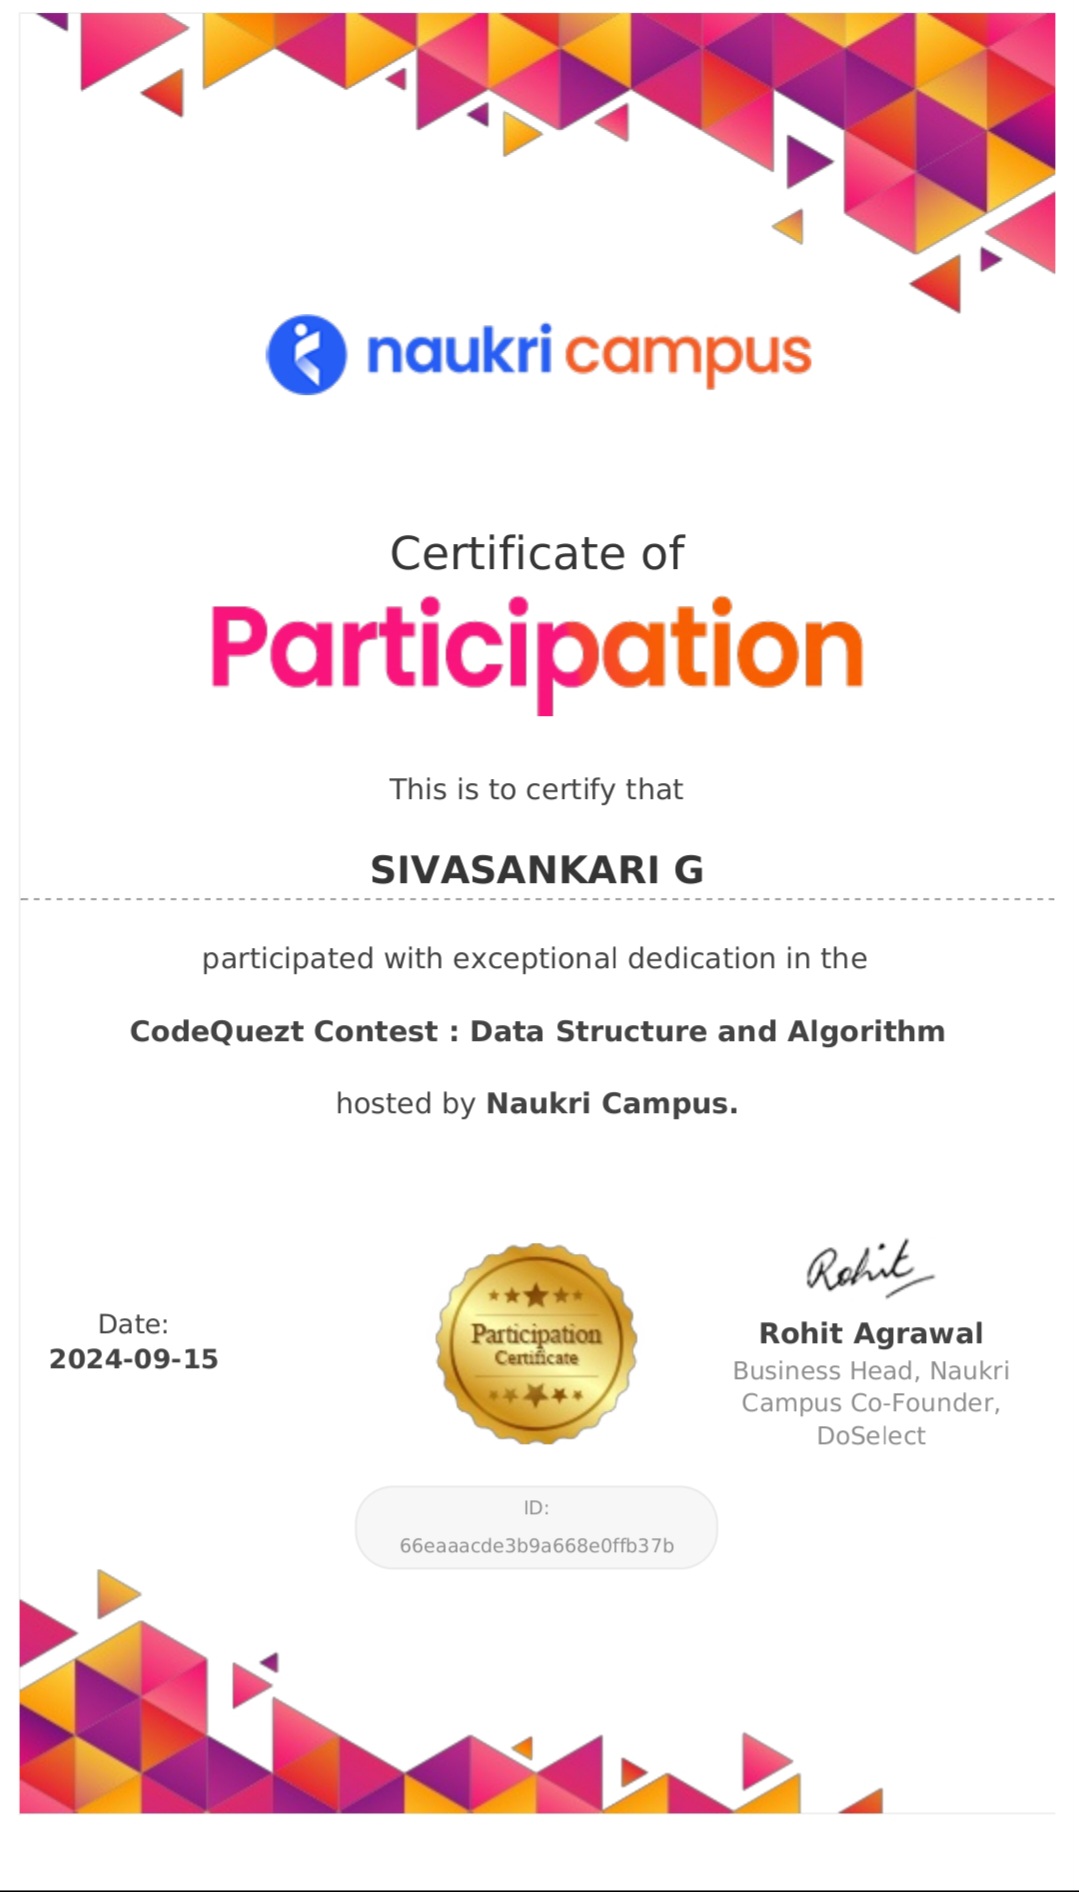 naukri campus
Certificate of
Participation
This is to certify that
SIVASANKARI G
participated with exceptional dedication in the
CodeQuezt Contest : Data Structure and Algorithm
hosted by Naukri Campus.
Date:
2024-09-15
Participation
Certificate
Rohit
Rohit Agrawal
Business Head, Naukri
Campus Co-Founder,
DoSelect
ID:
66eaaacde3b9a668e0ffb37b